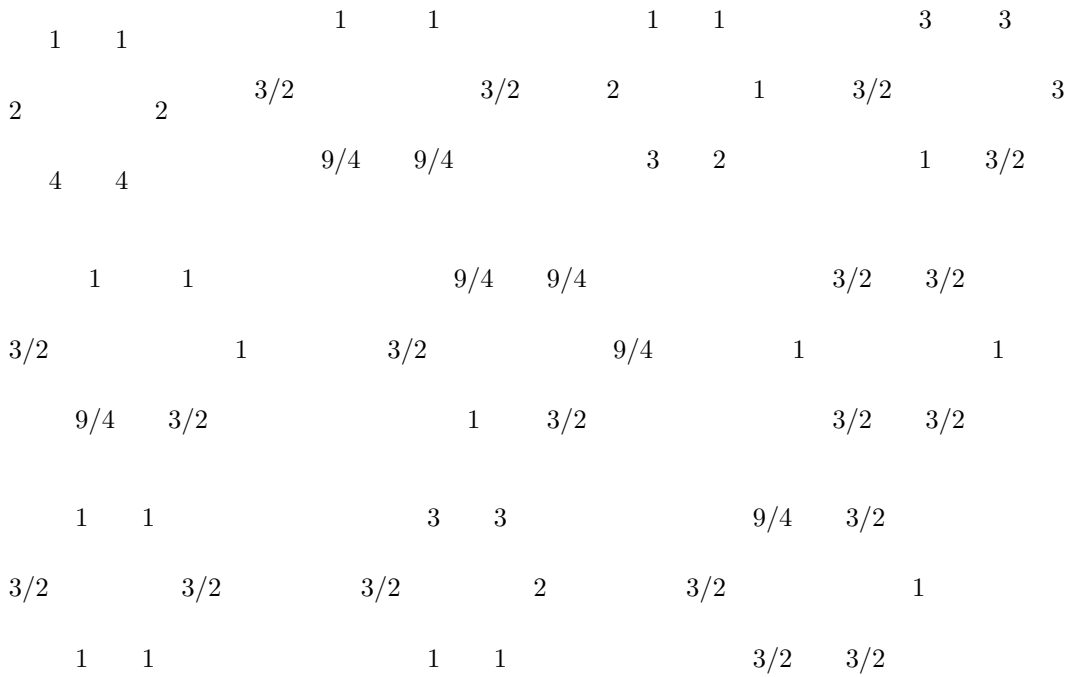 1 1 1 1 1 1 3 3
2 2 3/2 3/2 2 1 3/2 3
4 4 9/4 9/4 3 2 1 3/2
1 1 9/4 9/4 3/2 3/2
3/2 1 3/2 9/4 1 1
9/4 3/2 1 3/2 3/2 3/2
1 1 3 3 9/4 3/2
3/2 3/2 3/2 2 3/2 1
1 1 1 1 3/2 3/2